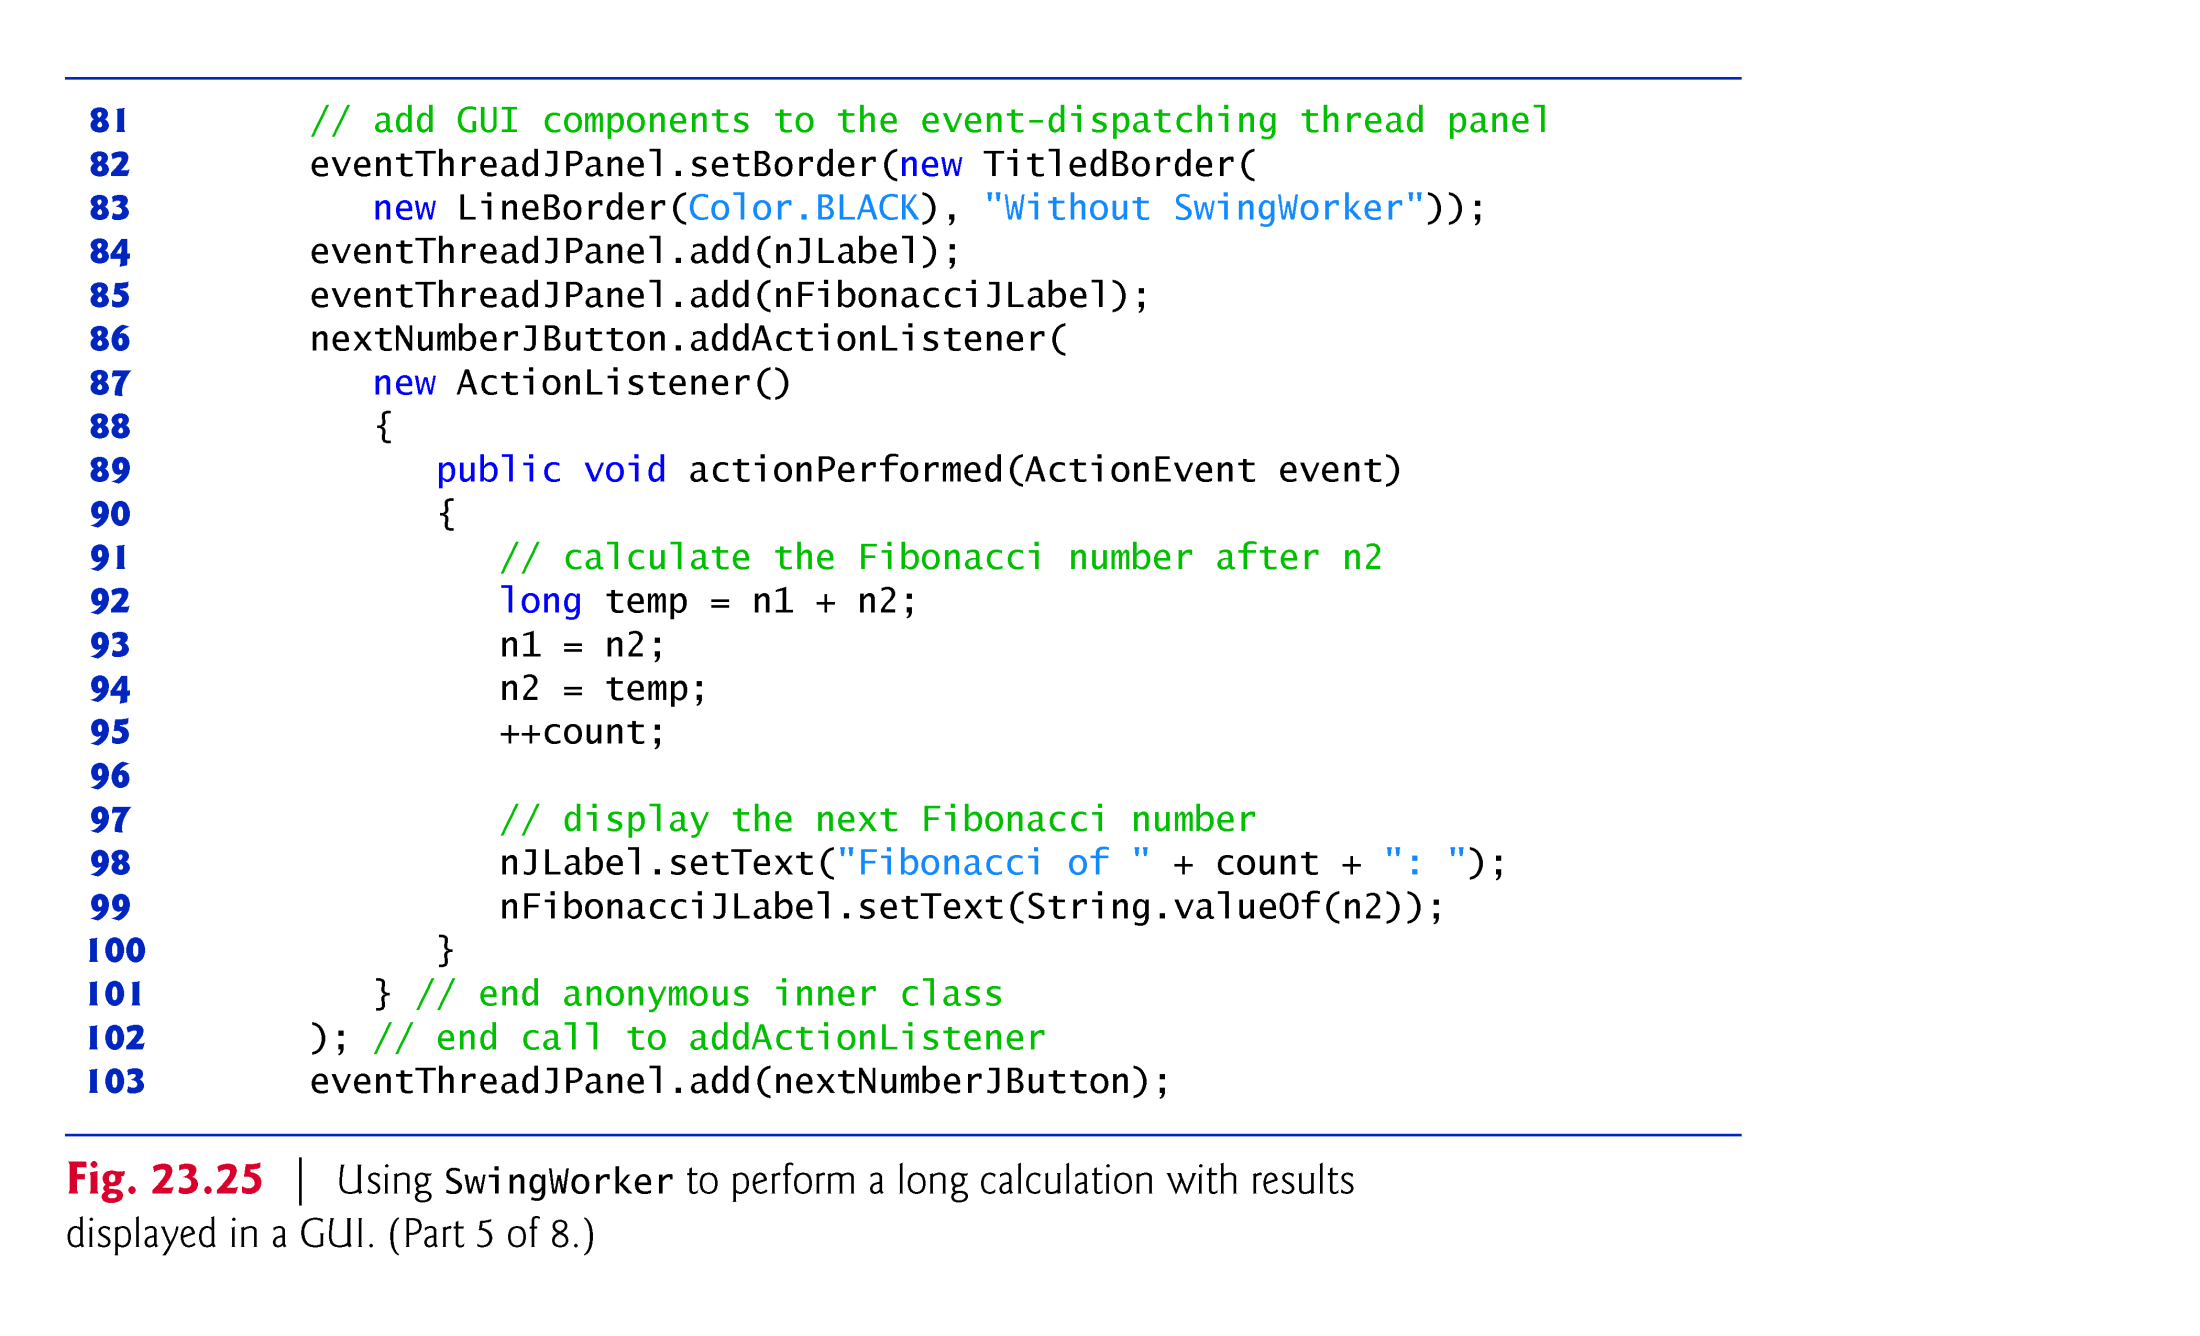 81 // add GUI components to the event-dispatching thread panel
82 eventThreadJPanel.setBorder(new TitledBorder(
83    new LineBorder(Color.BLACK), "Without SwingWorker"));
84 eventThreadJPanel.add(nJLabel);
85 eventThreadJPanel.add(nFibonacciJLabel);
86 nextNumberJButton.addActionListener(
87    new ActionListener()
88    {
89       public void actionPerformed(ActionEvent event)
90       {
91          // calculate the Fibonacci number after n2
92          long temp = n1 + n2;
93          n1 = n2;
94          n2 = temp;
95          ++count;
96
97          // display the next Fibonacci number
98          nJLabel.setText("Fibonacci of " + count + ": ");
99          nFibonacciJLabel.setText(String.valueOf(n2));
100       }
101    } // end anonymous inner class
102 ); // end call to addActionListener
103 eventThreadJPanel.add(nextNumberJButton);
Fig. 23.25 | Using SwingWorker to perform a long calculation with results
displayed in a GUI. (Part 5 of 8.)